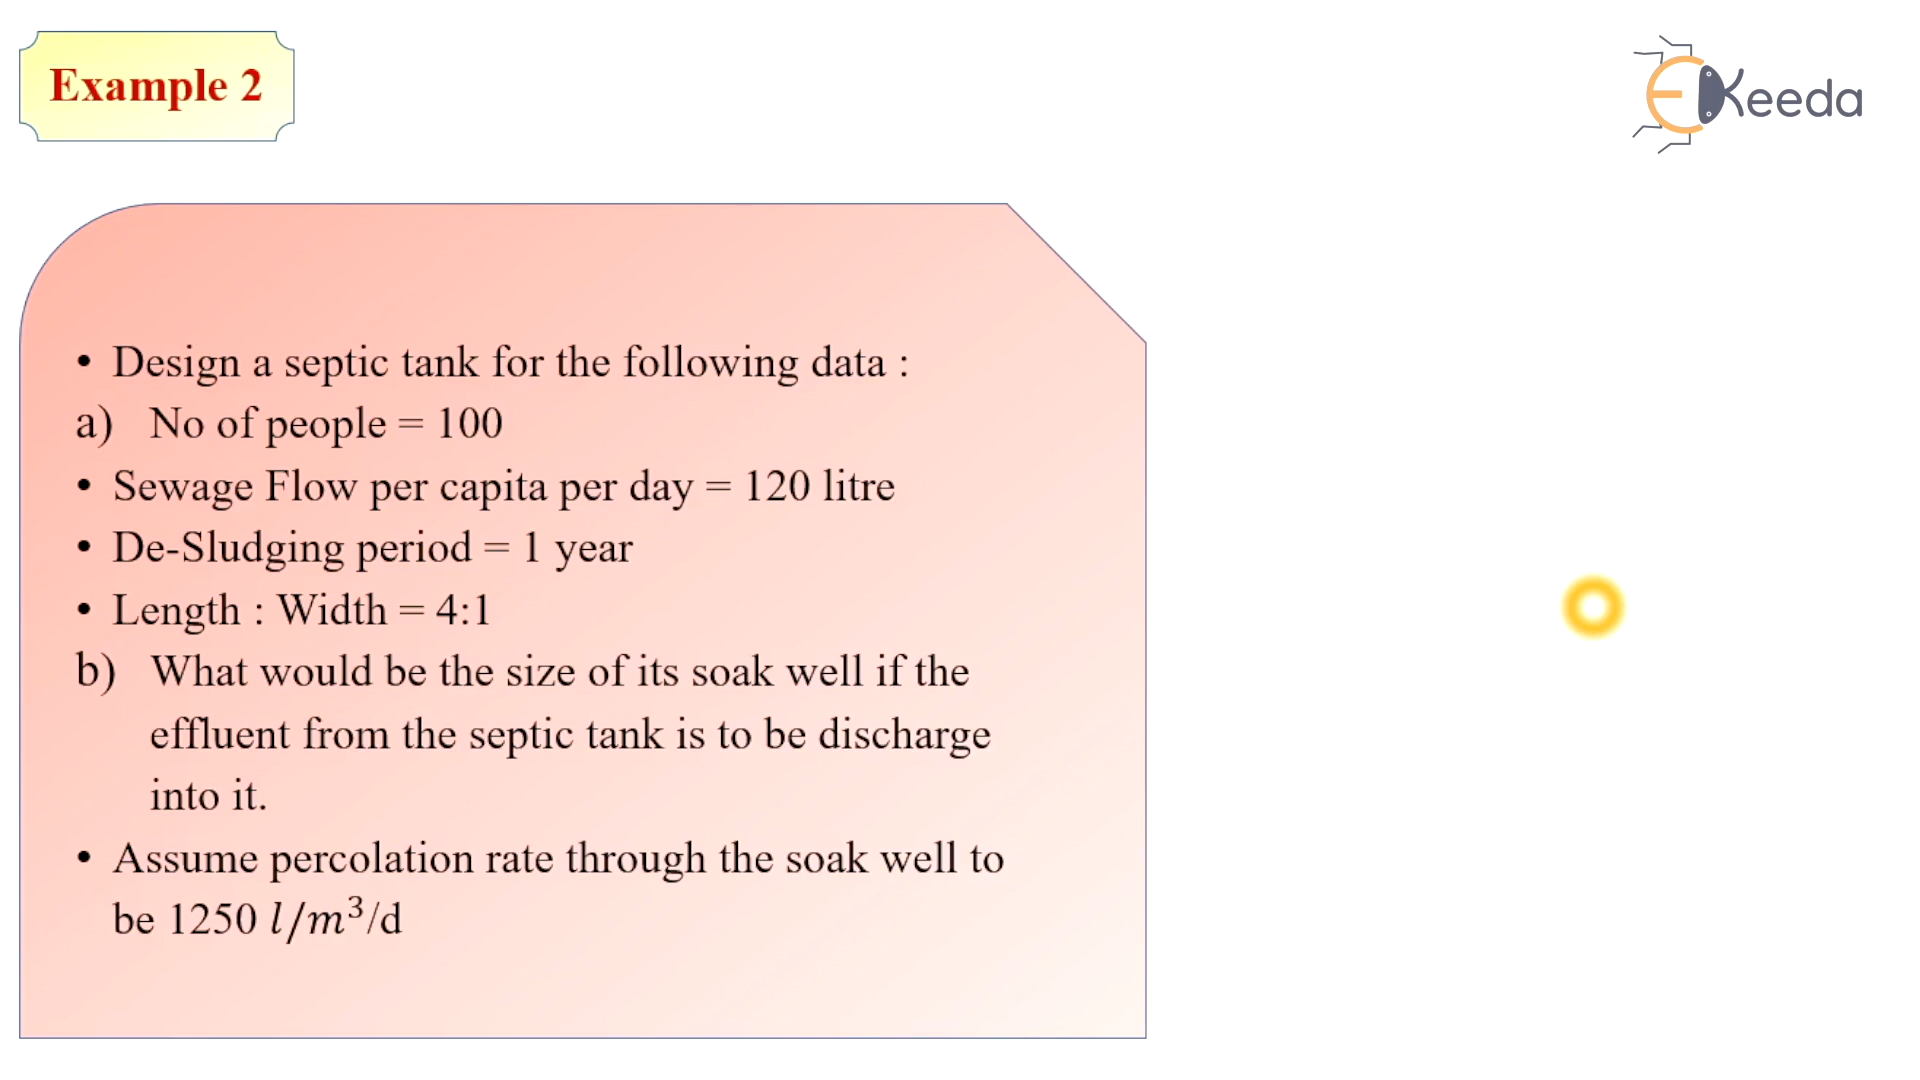 Example 2
Keeda
• Design a septic tank for the following data :
a) No of people = 100
• Sewage Flow per capita per day = 120 litre
• De-Sludging period = 1 year
• Length : Width = 4:1
b) What would be the size of its soak well if the
effluent from the septic tank is to be discharge
into it.
• Assume percolation rate through the soak well to
be 1250 l/m³/d